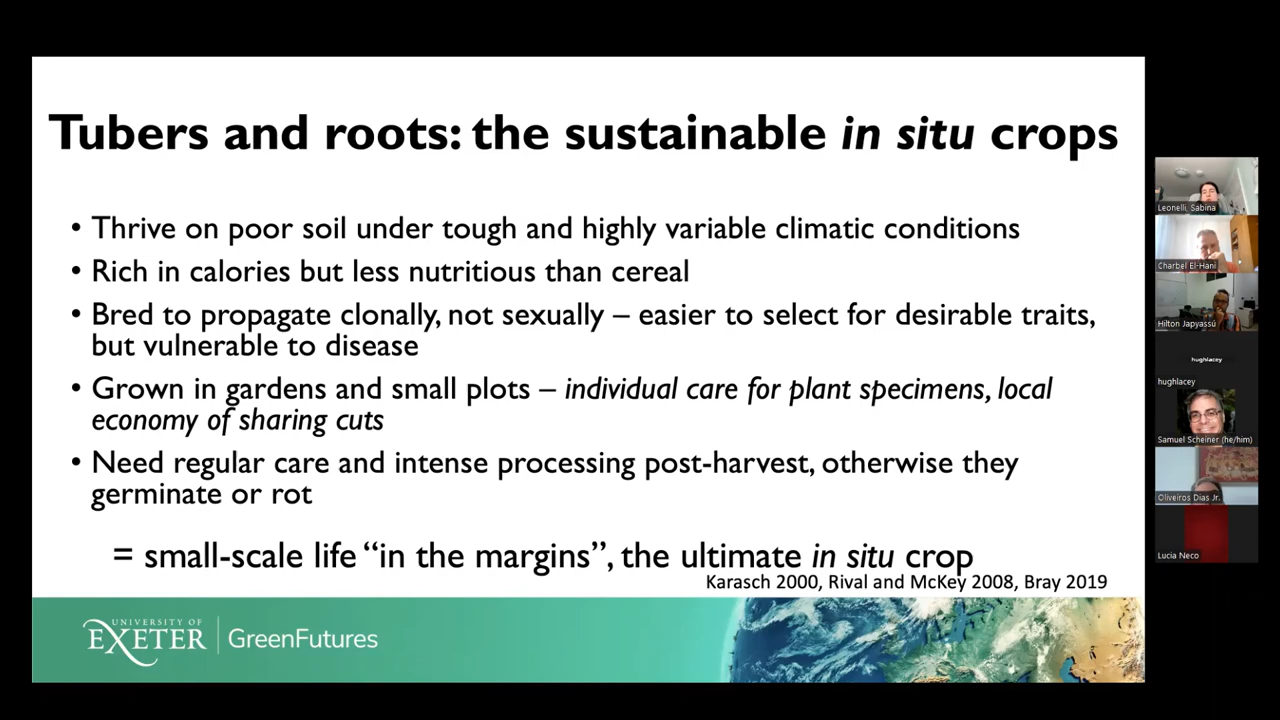 Tubers and roots: the sustainable in situ crops
• Thrive on poor soil under tough and highly variable climatic conditions
• Rich in calories but less nutritious than cereal
• Bred to propagate clonally, not sexually – easier to select for desirable traits,
but vulnerable to disease
• Grown in gardens and small plots – individual care for plant specimens, local
economy of sharing cuts
• Need regular care and intense processing post-harvest, otherwise they
germinate or rot
= small-scale life “in the margins”, the ultimate in situ crop
Karasch 2000, Rival and McKey 2008, Bray 2019
UNIVERSITY OF
EXETER
GreenFutures
Leonelli, Sabina
Charbel El-Hani
Hilton Japyassú
hughlacey
hughlacey
Samuel Scheiner (he/him)
Oliveiros Dias Jr.
Lucia Neco